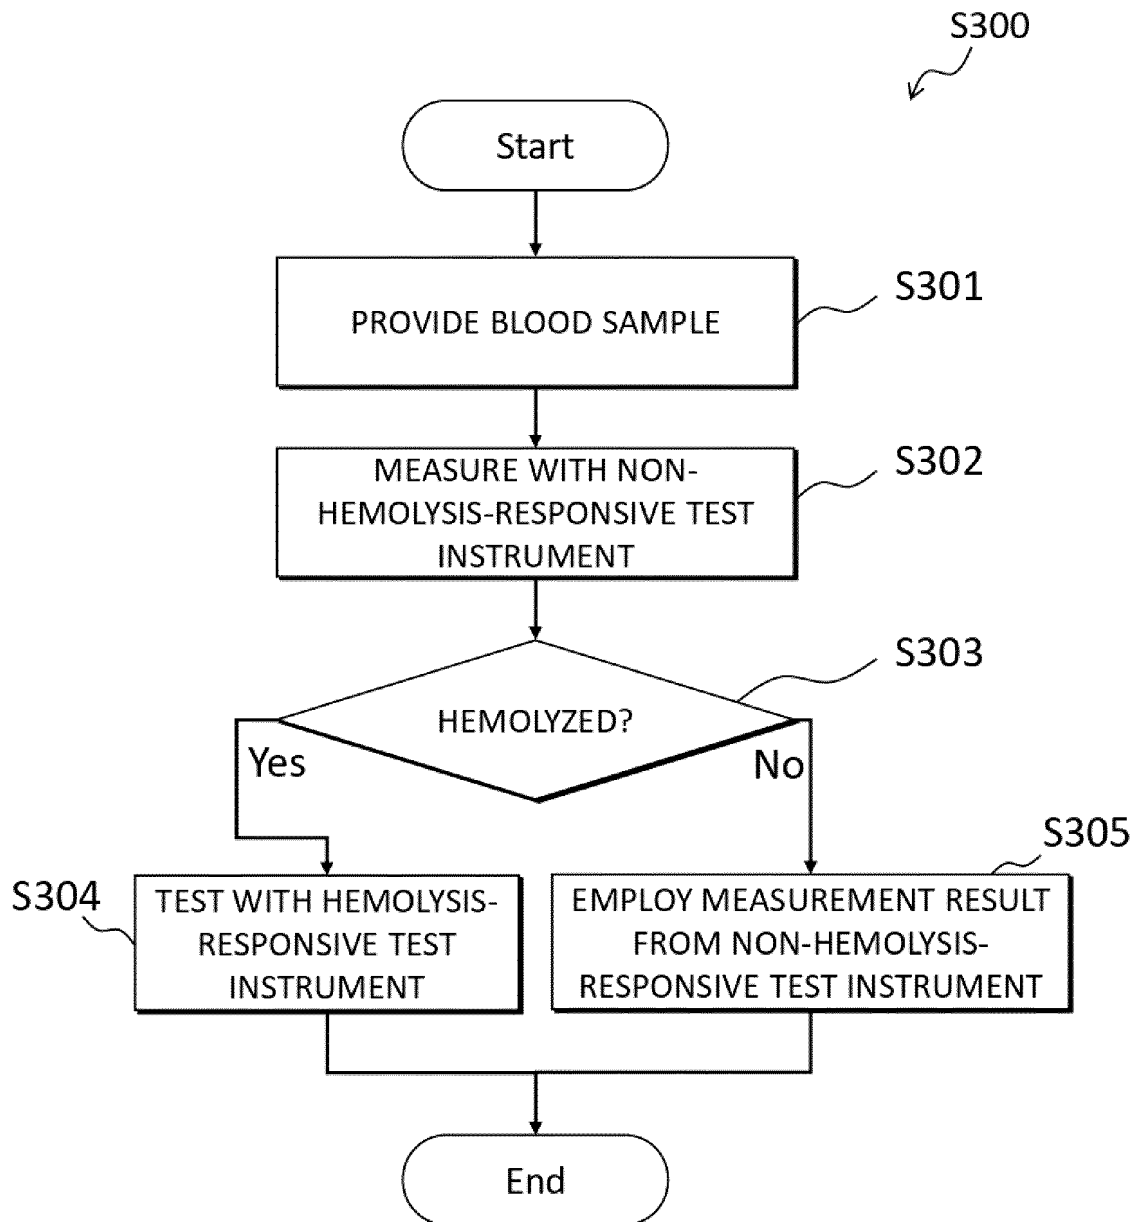 S300
Start
S301
PROVIDE BLOOD SAMPLE
S302
MEASURE WITH NON-
HEMOLYSIS-RESPONSIVE TEST
INSTRUMENT
S303
HEMOLYZED?
Yes
No
S304
TEST WITH HEMOLYSIS-
RESPONSIVE TEST
INSTRUMENT
S305
EMPLOY MEASUREMENT RESULT
FROM NON-HEMOLYSIS-
RESPONSIVE TEST INSTRUMENT
End